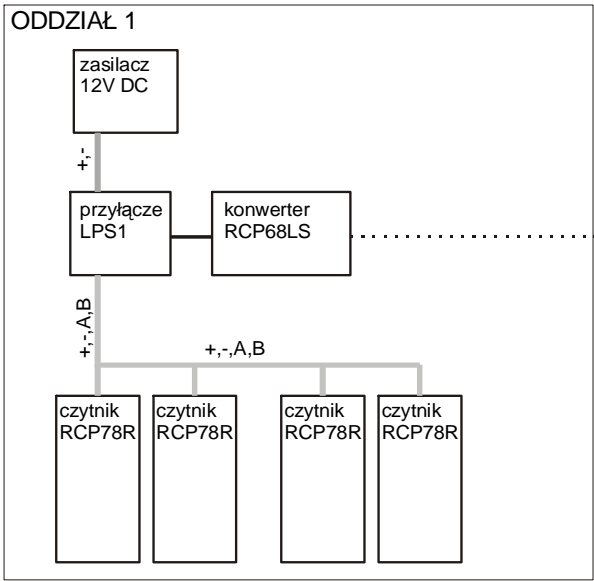 ODDZIAŁ 1
zasilacz
12V DC
+,-
przyłącze
LPS1
konwerter
RCP68LS
+,-,A,B
+,-,A,B
czytnik
RCP78R
czytnik
RCP78R
czytnik
RCP78R
czytnik
RCP78R